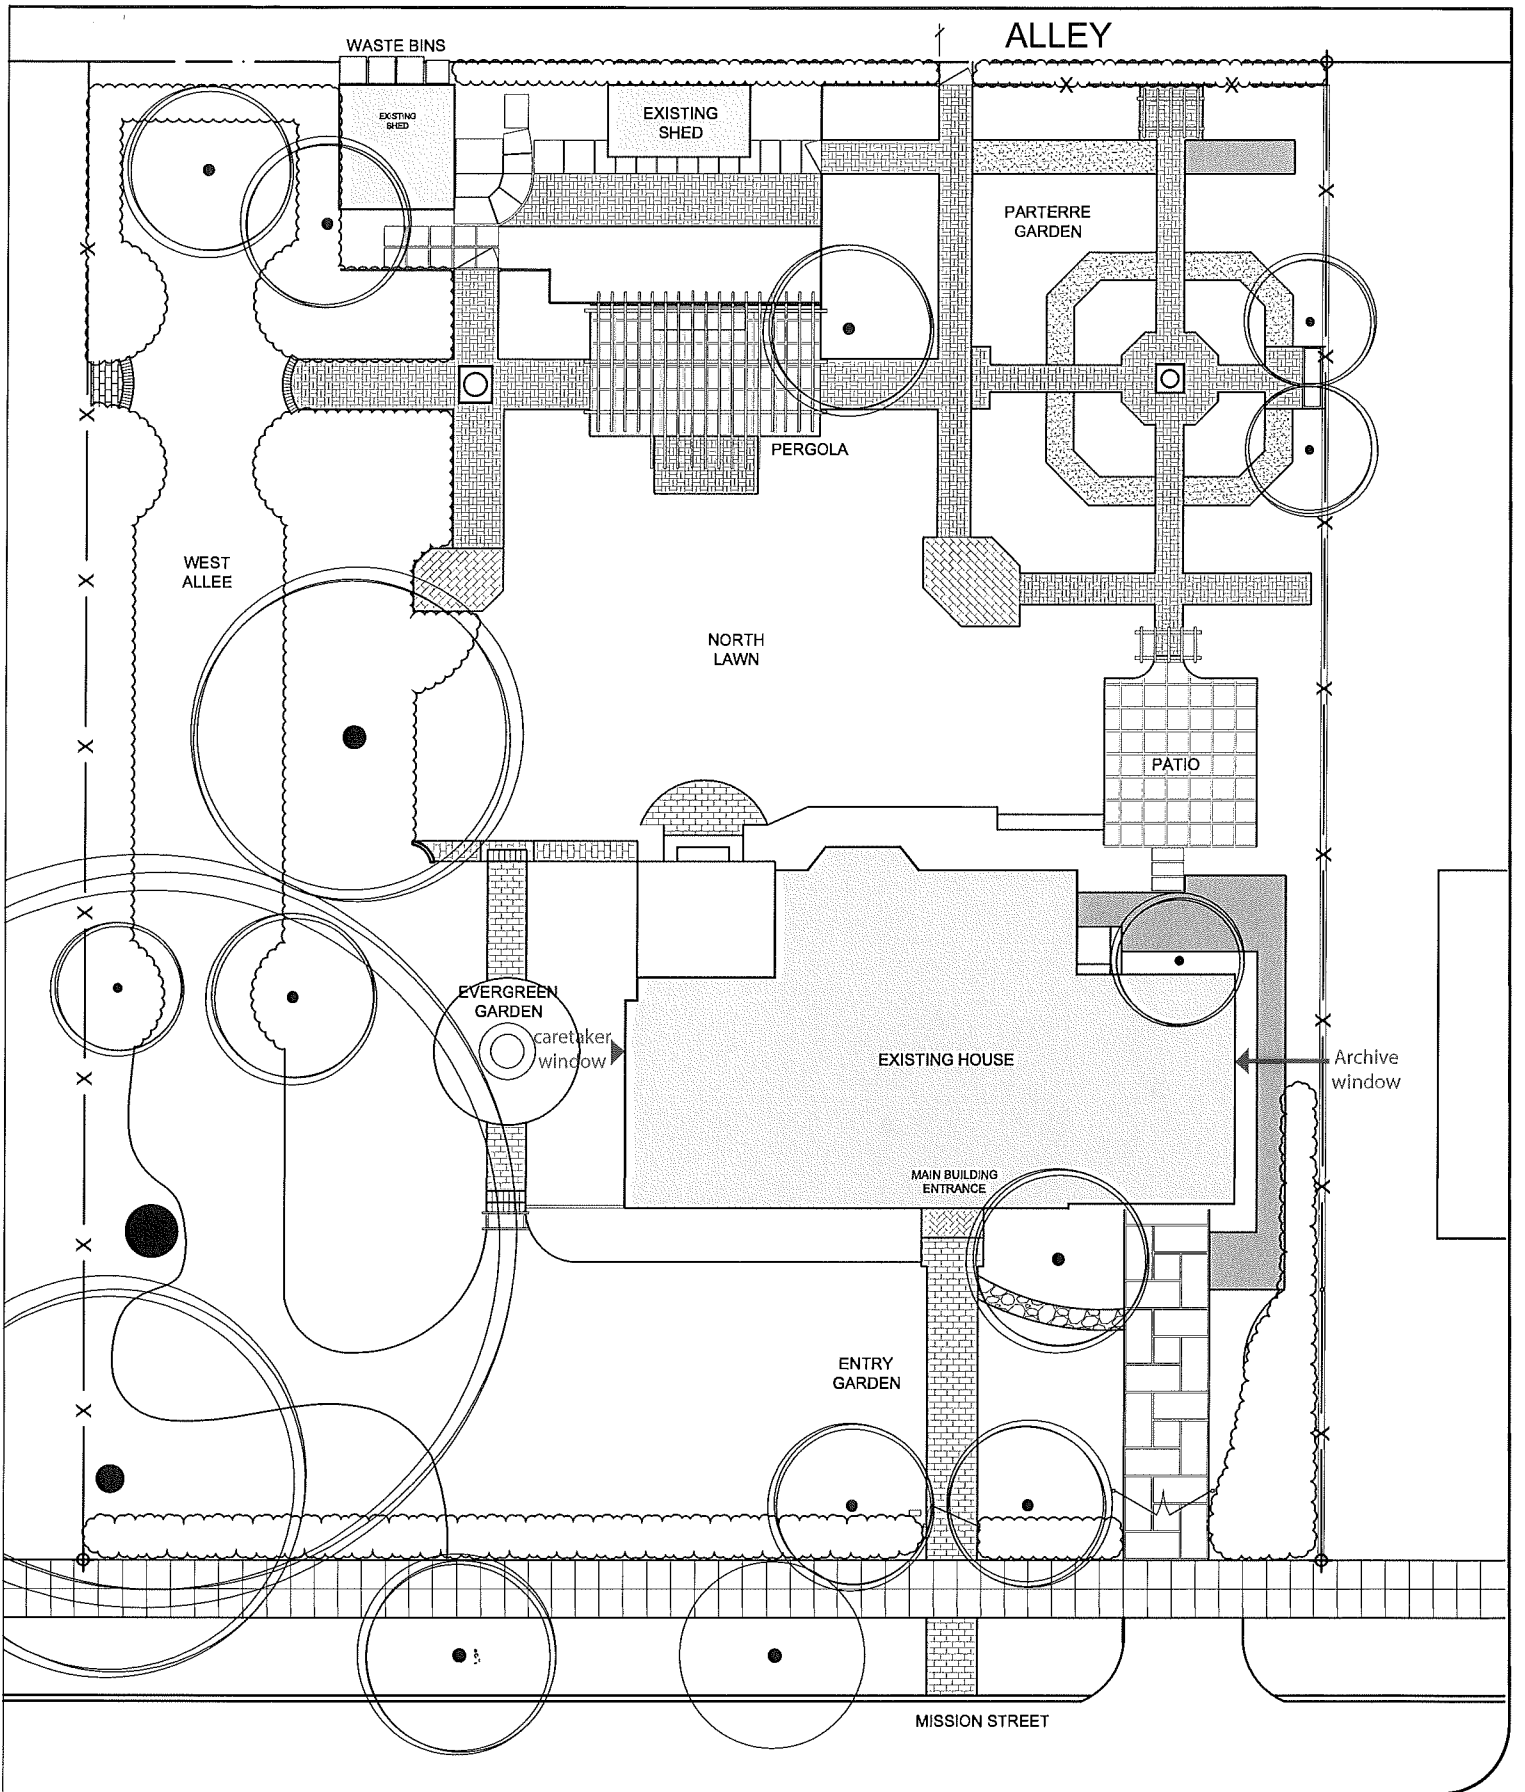 ALLEY
WASTE BINS
EXISTING
SHED
EXISTING
SHED
PARTERRE
GARDEN
PERGOLA
WEST
ALLEE
NORTH
LAWN
PATIO
EVERGREEN
GARDEN
caretaker
window
EXISTING HOUSE
Archive
window
MAIN BUILDING
ENTRANCE
ENTRY
GARDEN
MISSION STREET